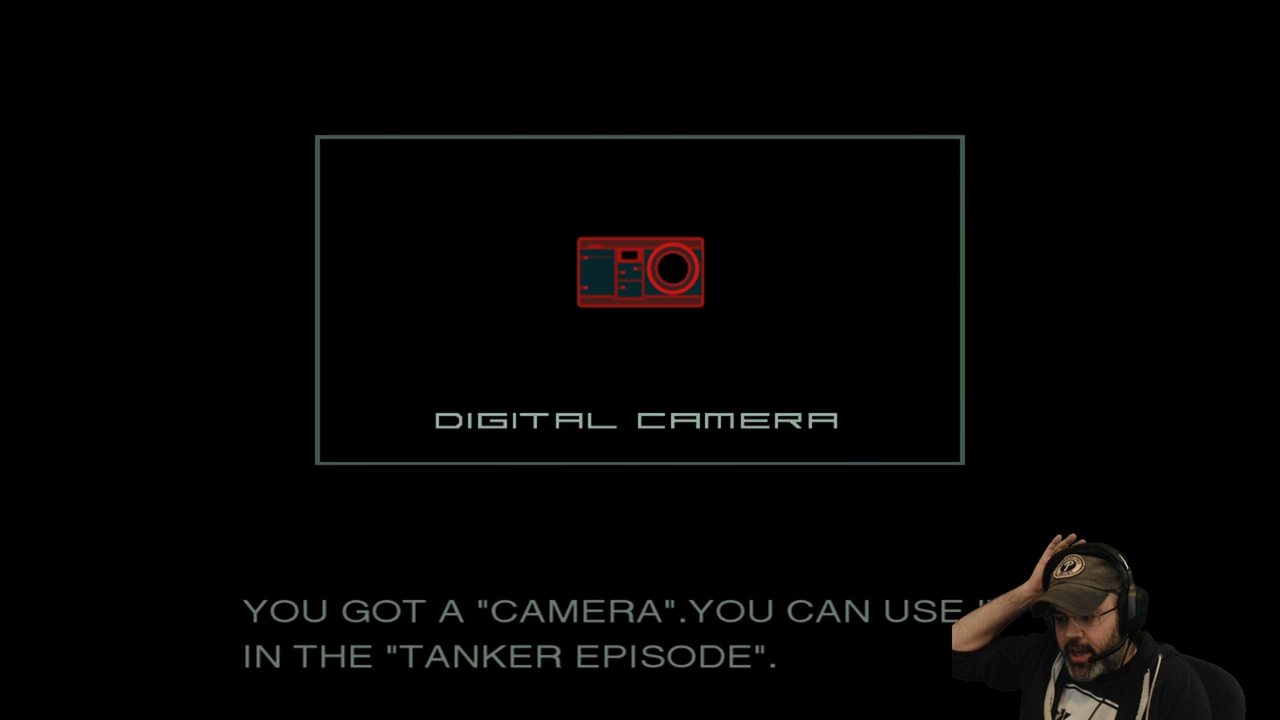 DIGITAL CAMERA
YOU GOT A "CAMERA".YOU CAN USE
IN THE "TANKER EPISODE".